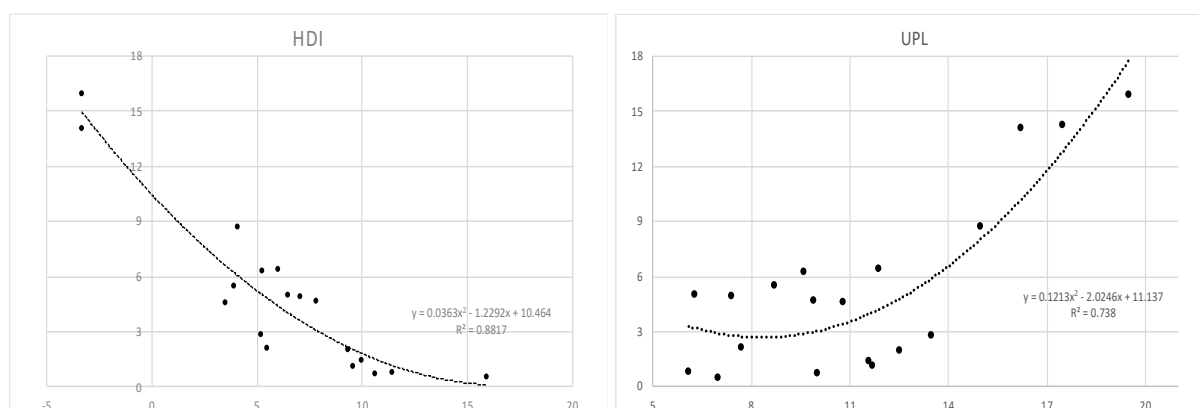 HDI
18
15
12
9
6
3
0
-5 0 5 10 15 20
y = 0.0363x² - 1.2292x + 10.464
R² = 0.8817
UPL
18
15
12
9
6
3
0
5 8 11 14 17 20
y = 0.1213x² - 2.0246x + 11.137
R² = 0.738